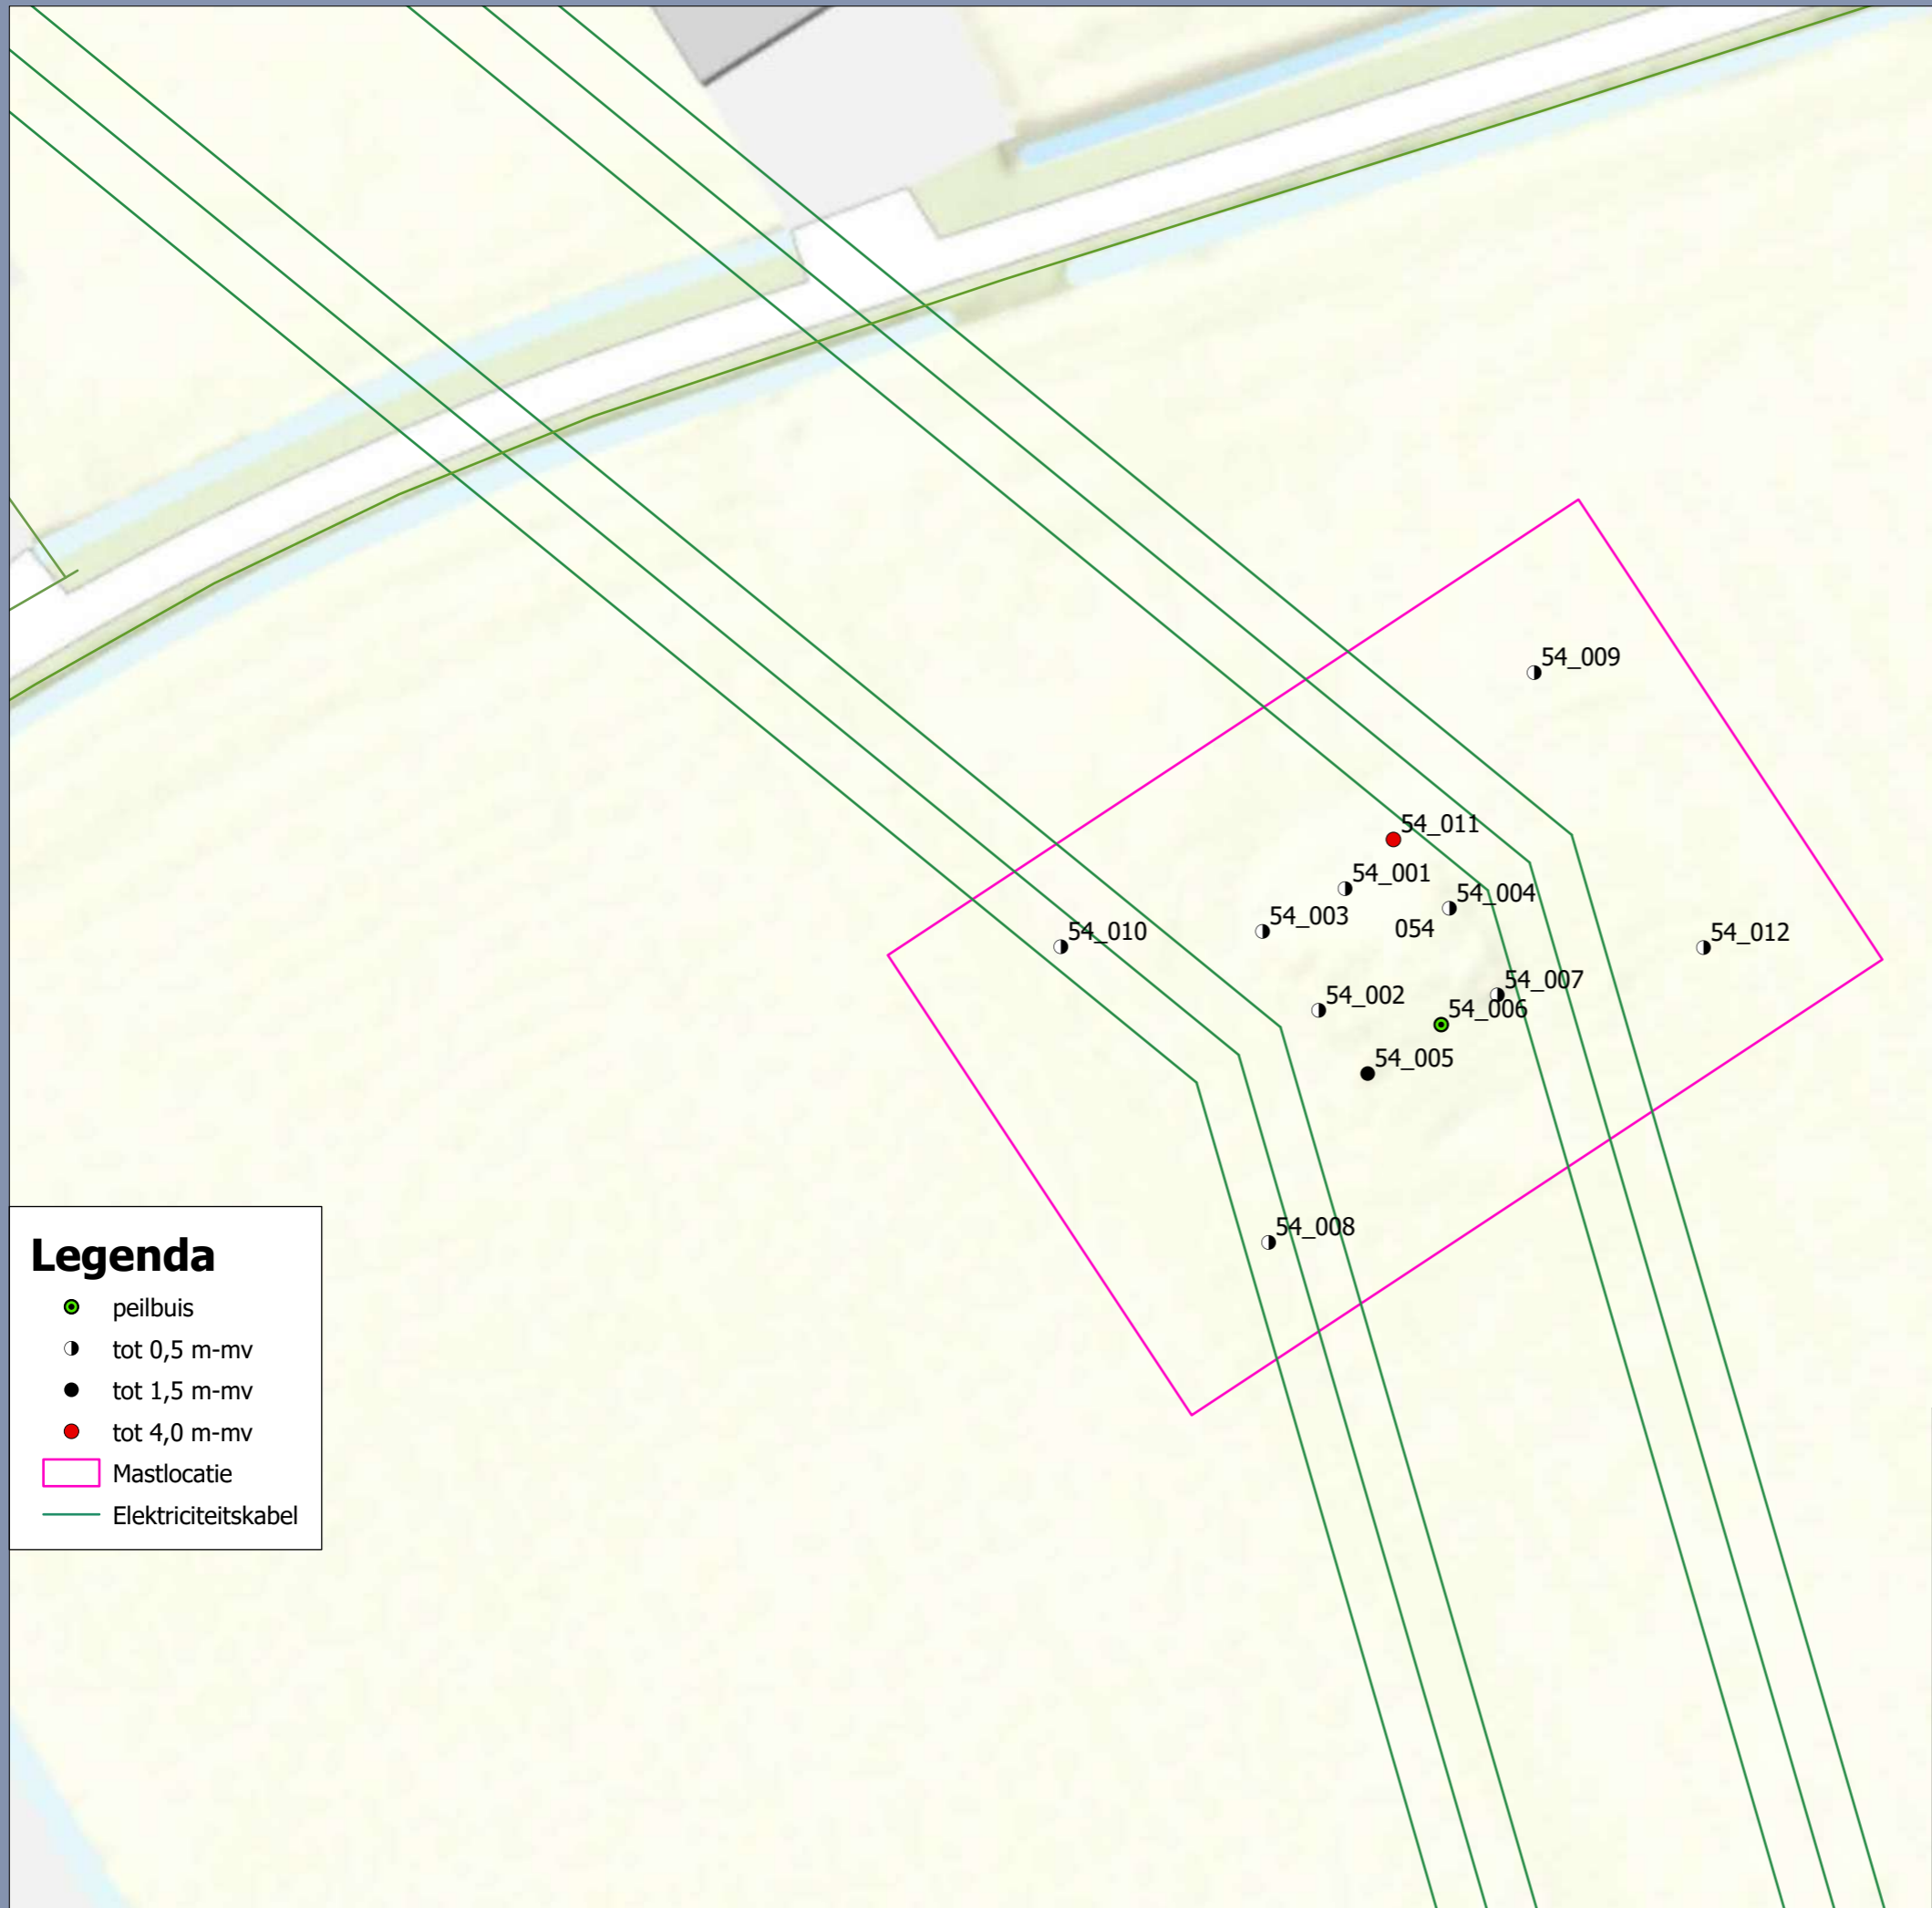 54_009
54_011
54_001
54_004
54_003
054
54_010
54_012
54_007
54_002
54_006
54_005
54_008
Legenda
peilbuis
tot 0,5 m-mv
tot 1,5 m-mv
tot 4,0 m-mv
Mastlocatie
Elektriciteitskabel